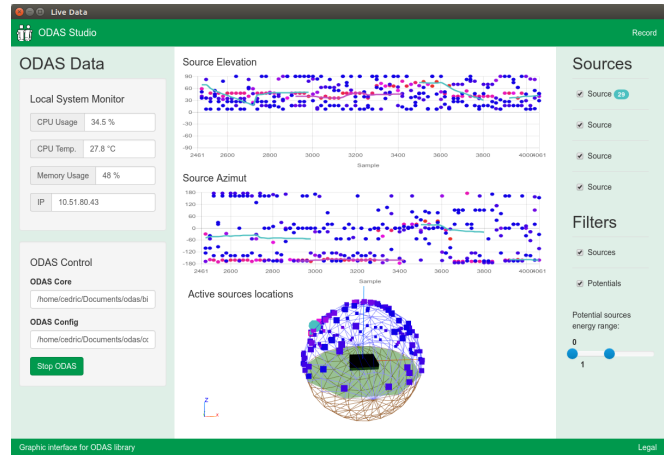 Live Data
ODAS Studio
Record
ODAS Data
Local System Monitor
CPU Usage 34.5 %
CPU Temp. 27.8 °C
Memory Usage 48 %
IP 10.51.80.43
ODAS Control
ODAS Core
/home/cedric/Documents/odas/bi
ODAS Config
/home/cedric/Documents/odas/cc
Stop ODAS
Source Elevation
90
60
30
0
-30
-60
-90
2461 2600 2800 3000 3200 3400 3600 3800 4000 4061
Sample
Source Azimut
180
120
60
0
-60
-120
-180
2461 2600 2800 3000 3200 3400 3600 3800 4000 4061
Sample
Active sources locations
Z
x
Sources
Source 29
Source
Source
Source
Filters
Sources
Potentials
Potential sources
energy range:
0
1
Graphic interface for ODAS library
Legal